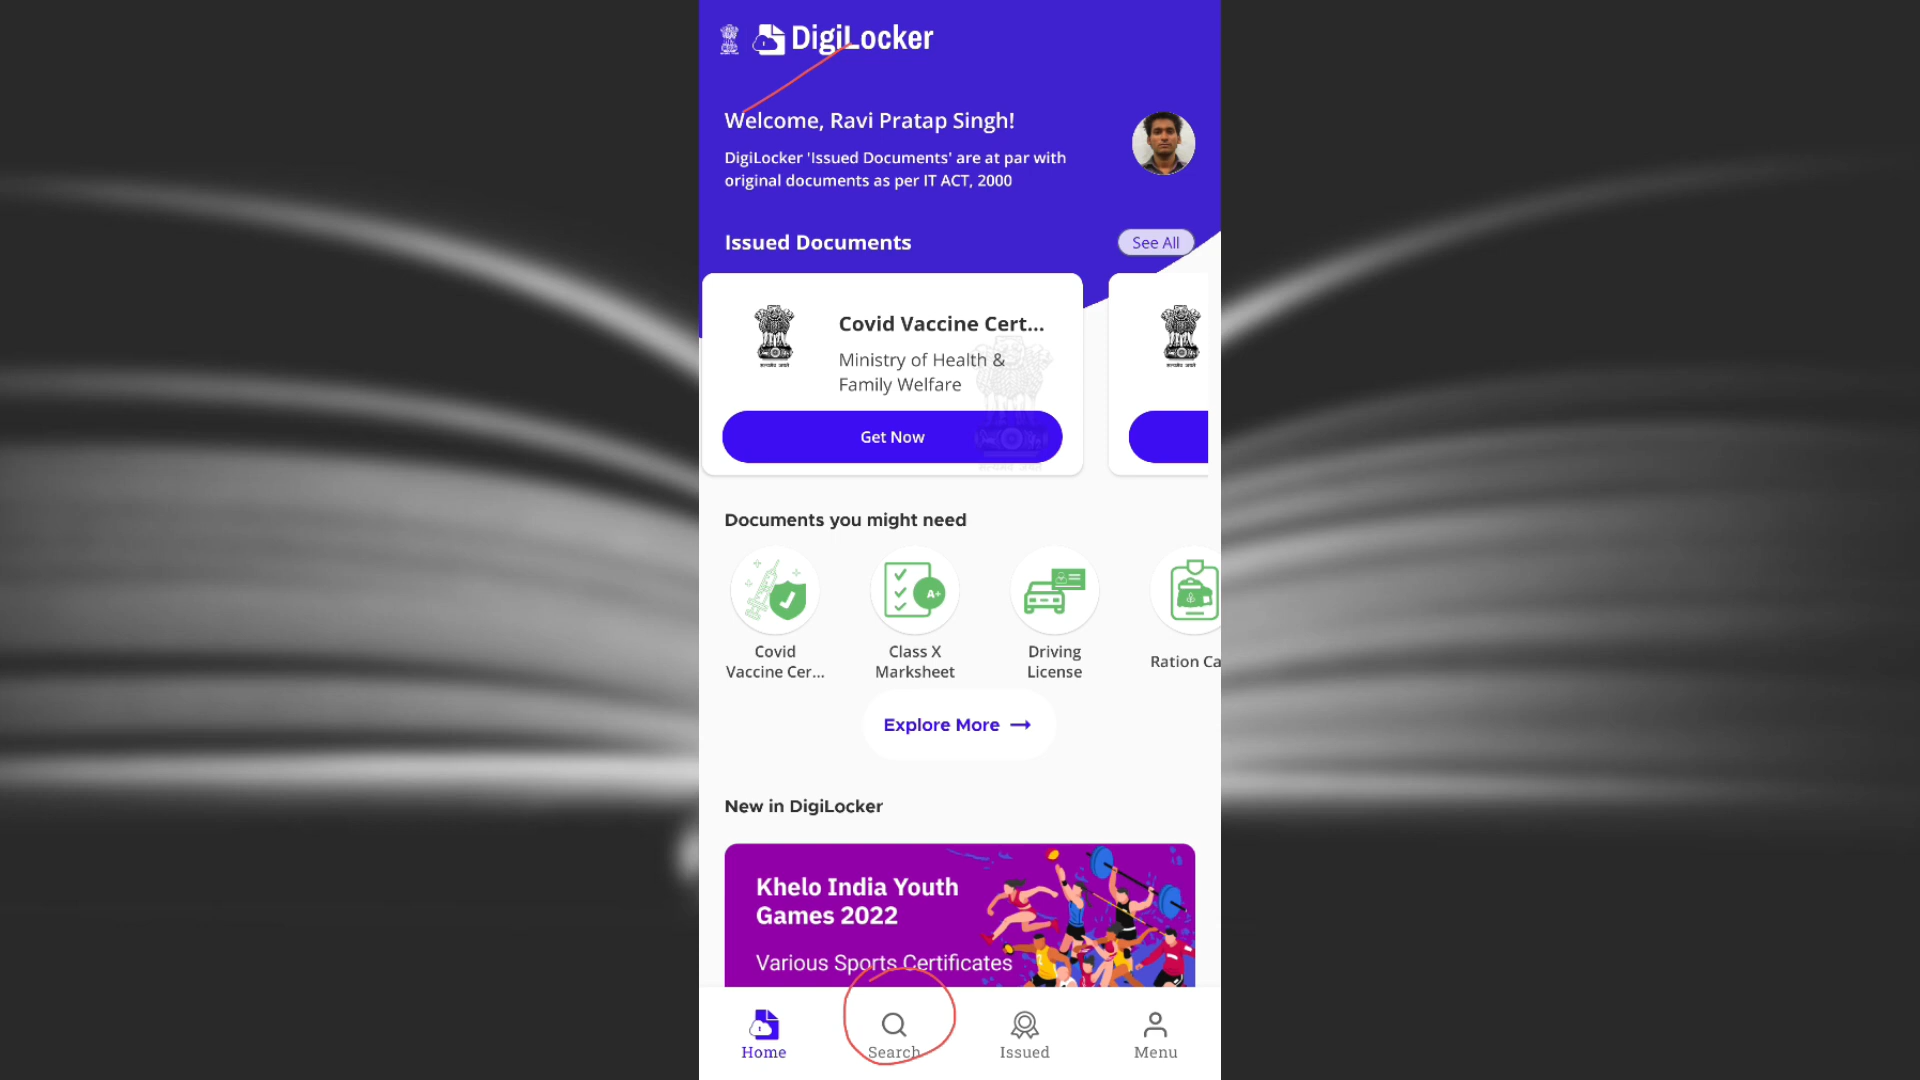 DigiLocker
Welcome, Ravi Pratap Singh!
DigiLocker 'Issued Documents' are at par with
original documents as per IT ACT, 2000
Issued Documents
See All
Covid Vaccine Cert...
Ministry of Health &
Family Welfare
Get Now
Documents you might need
A+
Covid
Vaccine Cer...
Class X
Marksheet
Driving
License
Ration Ca
Explore More
New in DigiLocker
Khelo India Youth
Games 2022
Various Sports Certificates
Home
Search
Issued
Menu